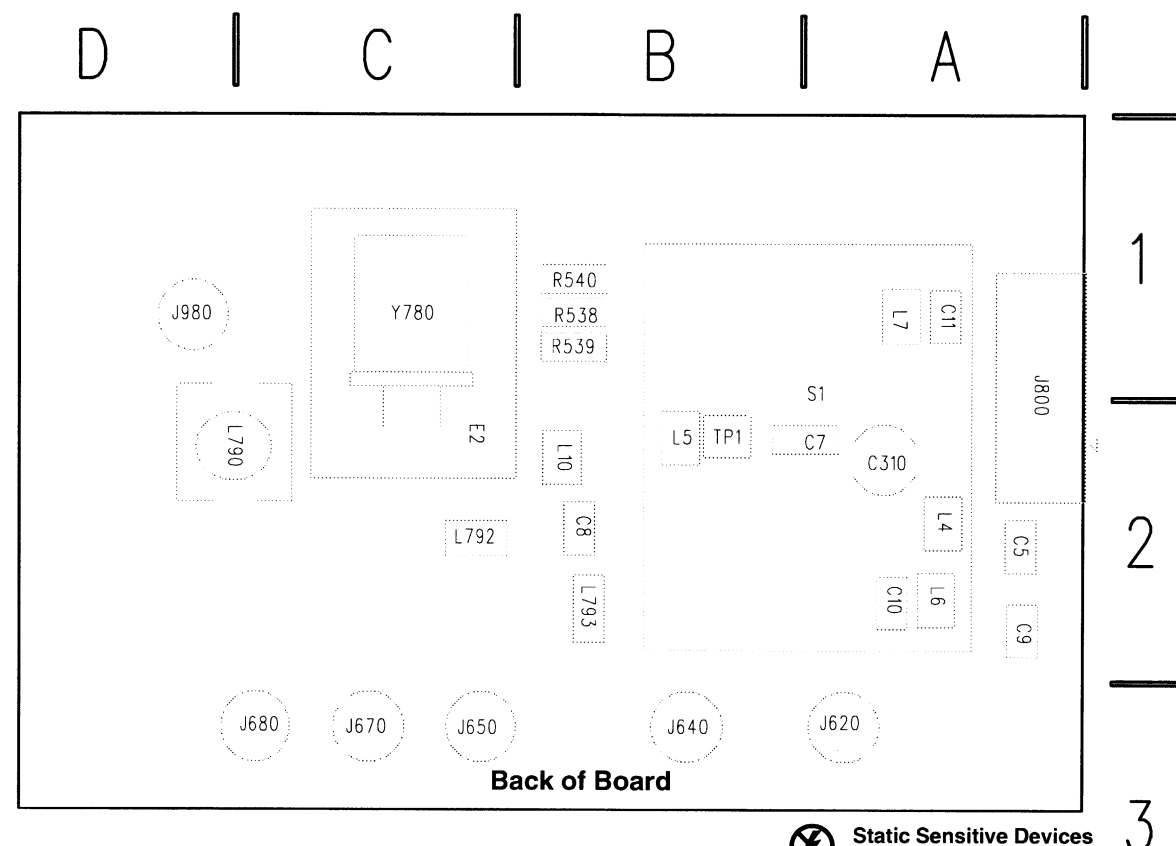 D C B A
1
R540
J980 Y780 R538 L7 C11
R539
J800
S1
E2 L5 TP1 C7
L790 L10 C310
L4
L792 C8 C5 2
L793 C10 L6
C9
J680 J670 J650 J640 J620
Back of Board
Static Sensitive Devices 3